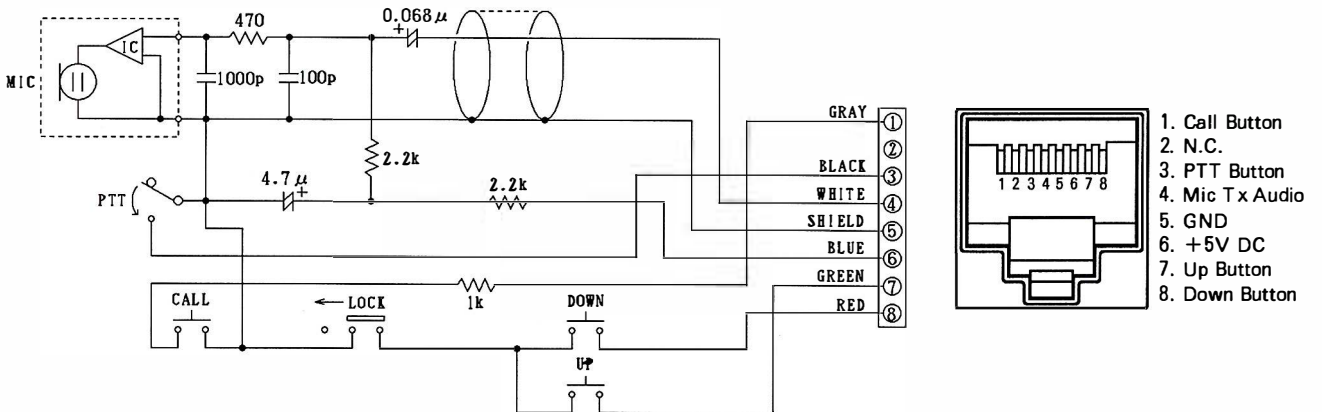 470
0.068μ
+
IC
MIC
1000p
100p
2.2k
4.7μ
+
2.2k
PTT
CALL
LOCK
1k
DOWN
UP
GRAY ①
②
BLACK ③
WHITE ④
SHIELD ⑤
BLUE ⑥
GREEN ⑦
RED ⑧
1 2 3 4 5 6 7 8
1. Call Button
2. N.C.
3. PTT Button
4. Mic Tx Audio
5. GND
6. +5V DC
7. Up Button
8. Down Button